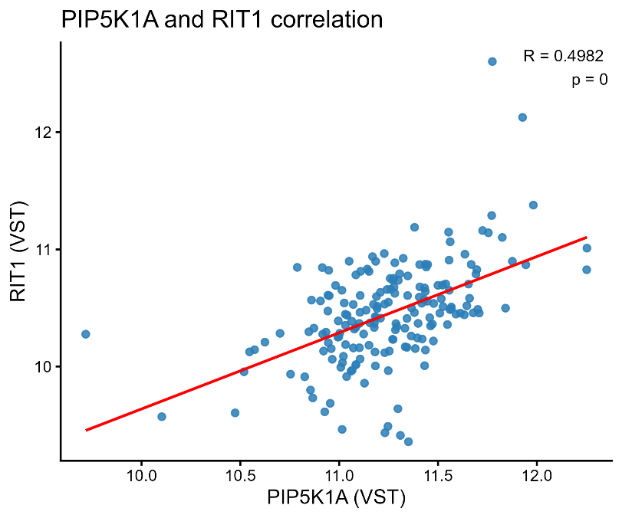 PIP5K1A and RIT1 correlation
R = 0.4982
p = 0
RIT1 (VST)
12
11
10
10.0 10.5 11.0 11.5 12.0
PIP5K1A (VST)